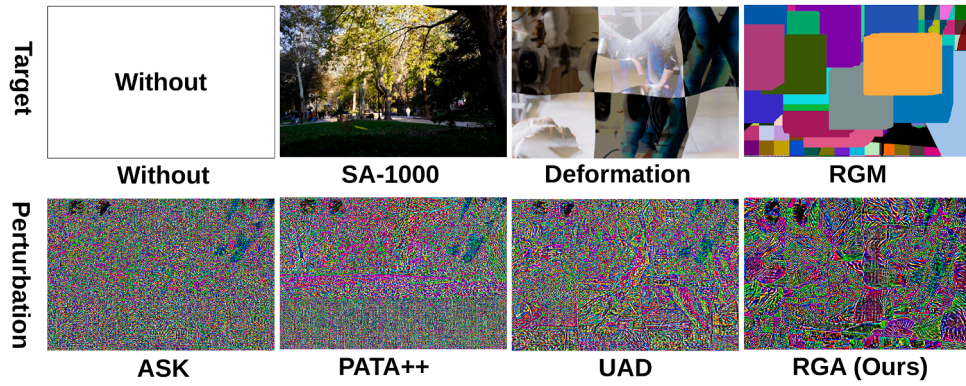 Target
Without
Without
SA-1000
Deformation
RGM
Perturbation
ASK
PATA++
UAD
RGA (Ours)